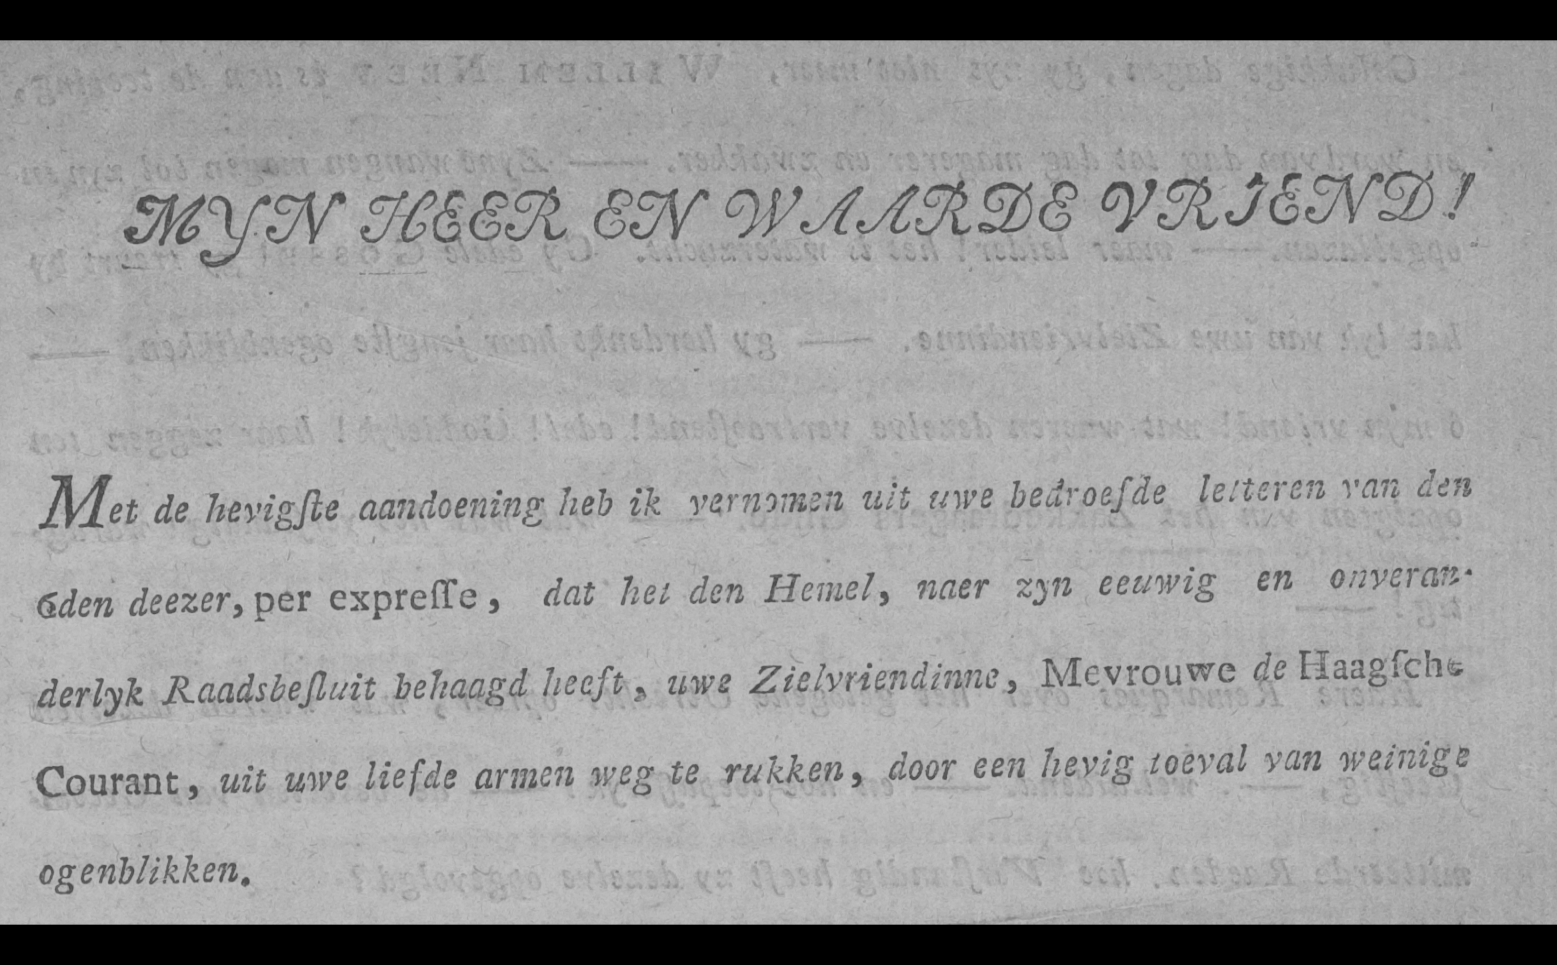 MYN HEER EN WAARDE VRIEND!
Met de hevigſte aandoening heb ik vernomen uit uwe bedroefde letteren van den
6den deezer, per expreſſe, dat het den Hemel, naer zyn eeuwig en onveran-
derlyk Raadsbeſluit behaagd heeft, uwe Zielvriendinne, Mevrouwe de Haagſche
Courant, uit uwe liefde armen weg te rukken, door een hevig toeval van weinige
ogenblikken.